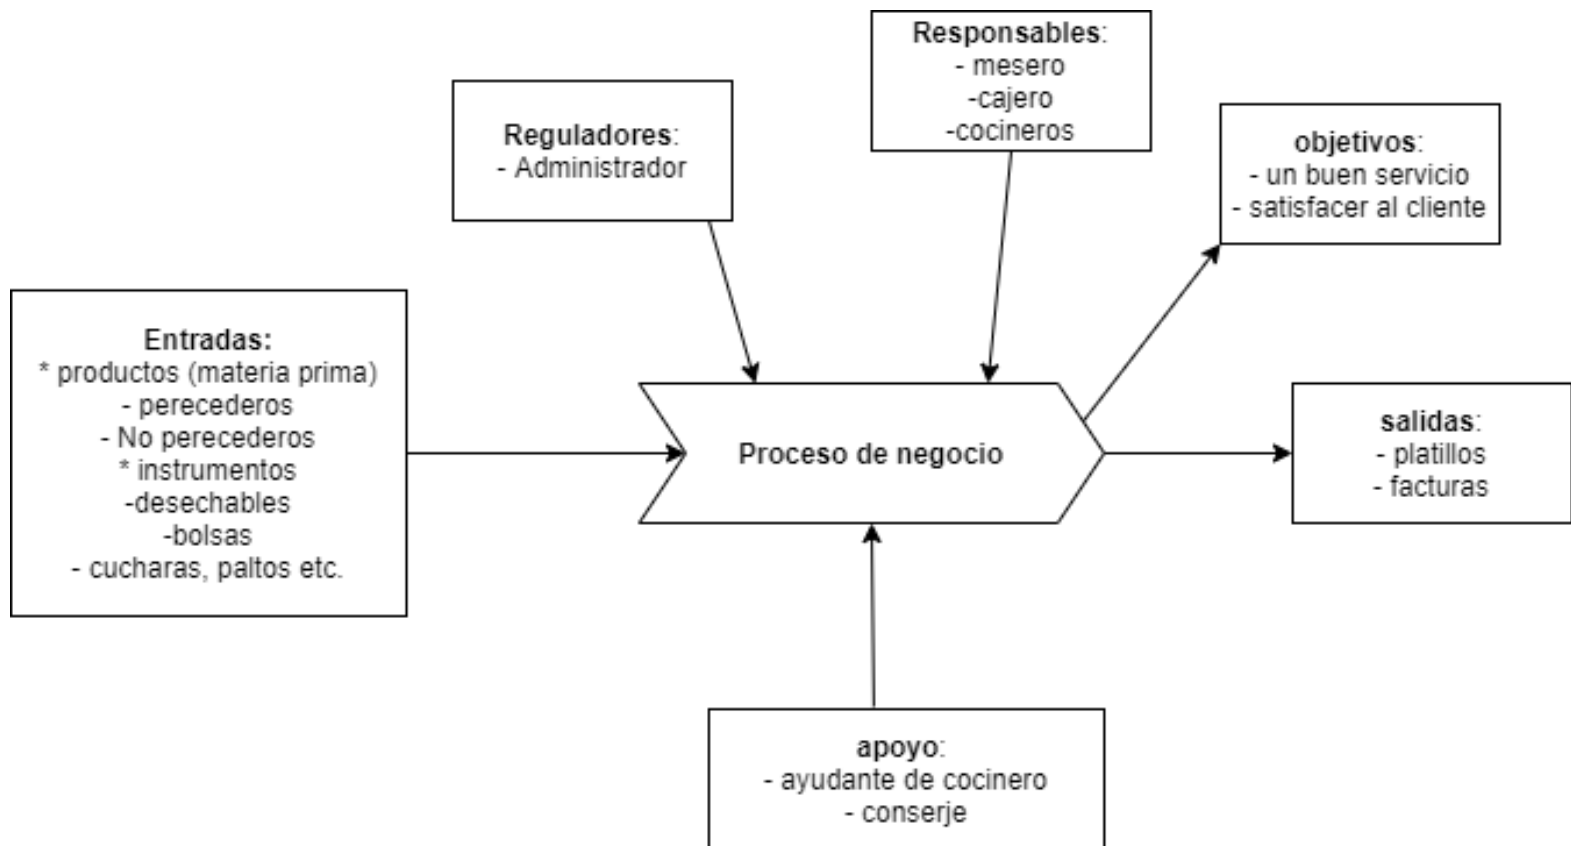 Responsables:
- mesero
-cajero
-cocineros
Reguladores:
- Administrador
objetivos:
- un buen servicio
- satisfacer al cliente
Entradas:
* productos (materia prima)
- perecederos
- No perecederos
* instrumentos
-desechables
-bolsas
- cucharas, paltos etc.
Proceso de negocio
salidas:
- platillos
- facturas
apoyo:
- ayudante de cocinero
- conserje